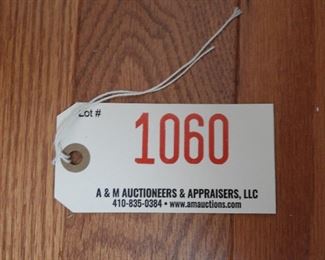 Lot #
1060
A & M AUCTIONEERS & APPRAISERS, LLC
410-835-0384 • www.amauctions.com